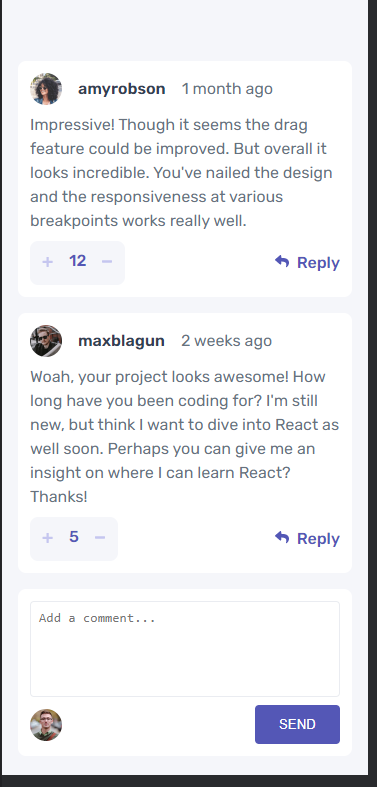 amyrobson 1 month ago
Impressive! Though it seems the drag
feature could be improved. But overall it
looks incredible. You've nailed the design
and the responsiveness at various
breakpoints works really well.
+ 12 −
Reply
maxblagun 2 weeks ago
Woah, your project looks awesome! How
long have you been coding for? I'm still
new, but think I want to dive into React as
well soon. Perhaps you can give me an
insight on where I can learn React?
Thanks!
+ 5 −
Reply
Add a comment...
SEND